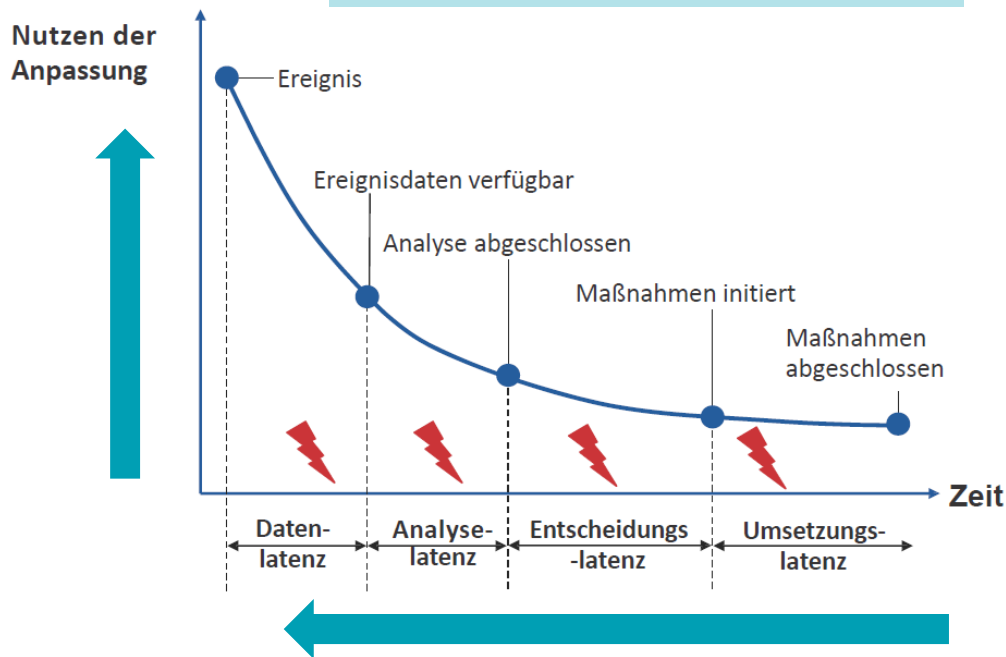 Nutzen der
Anpassung
Ereignis
Ereignisdaten verfügbar
Analyse abgeschlossen
Maßnahmen initiert
Maßnahmen
abgeschlossen
Zeit
Daten-
latenz
Analyse-
latenz
Entscheidungs
-latenz
Umsetzungs-
latenz